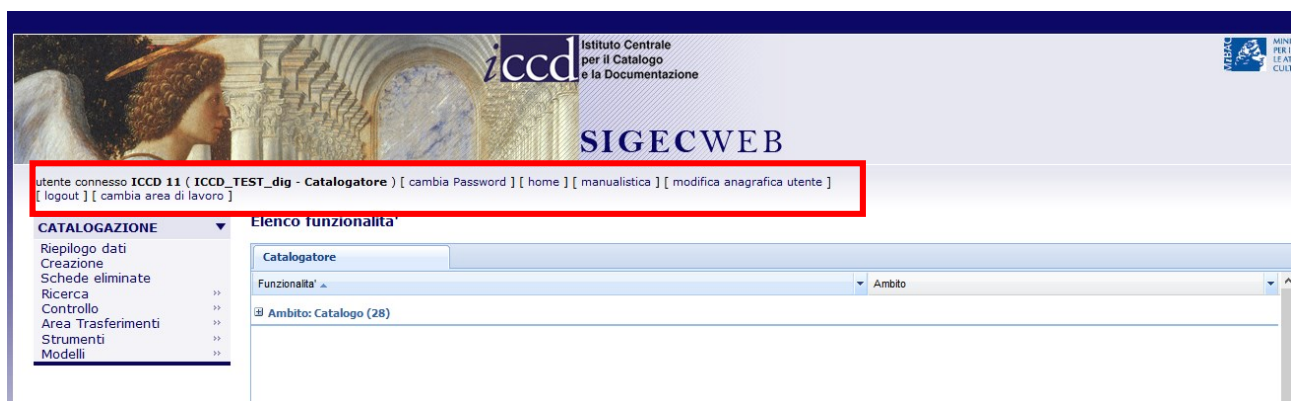 iccd
Istituto Centrale
per il Catalogo
e la Documentazione
MiBAC
SIGECWEB
utente connesso ICCD 11 ( ICCD_TEST_dig - Catalogatore ) [ cambia Password ] [ home ] [ manualistica ] [ modifica anagrafica utente ]
[ logout ] [ cambia area di lavoro ]
CATALOGAZIONE
Riepilogo dati
Creazione
Schede eliminate
Ricerca
Controllo
Area Trasferimenti
Strumenti
Modelli
Elenco funzionalita'
Catalogatore
Funzionalita'
Ambito
Ambito: Catalogo (28)